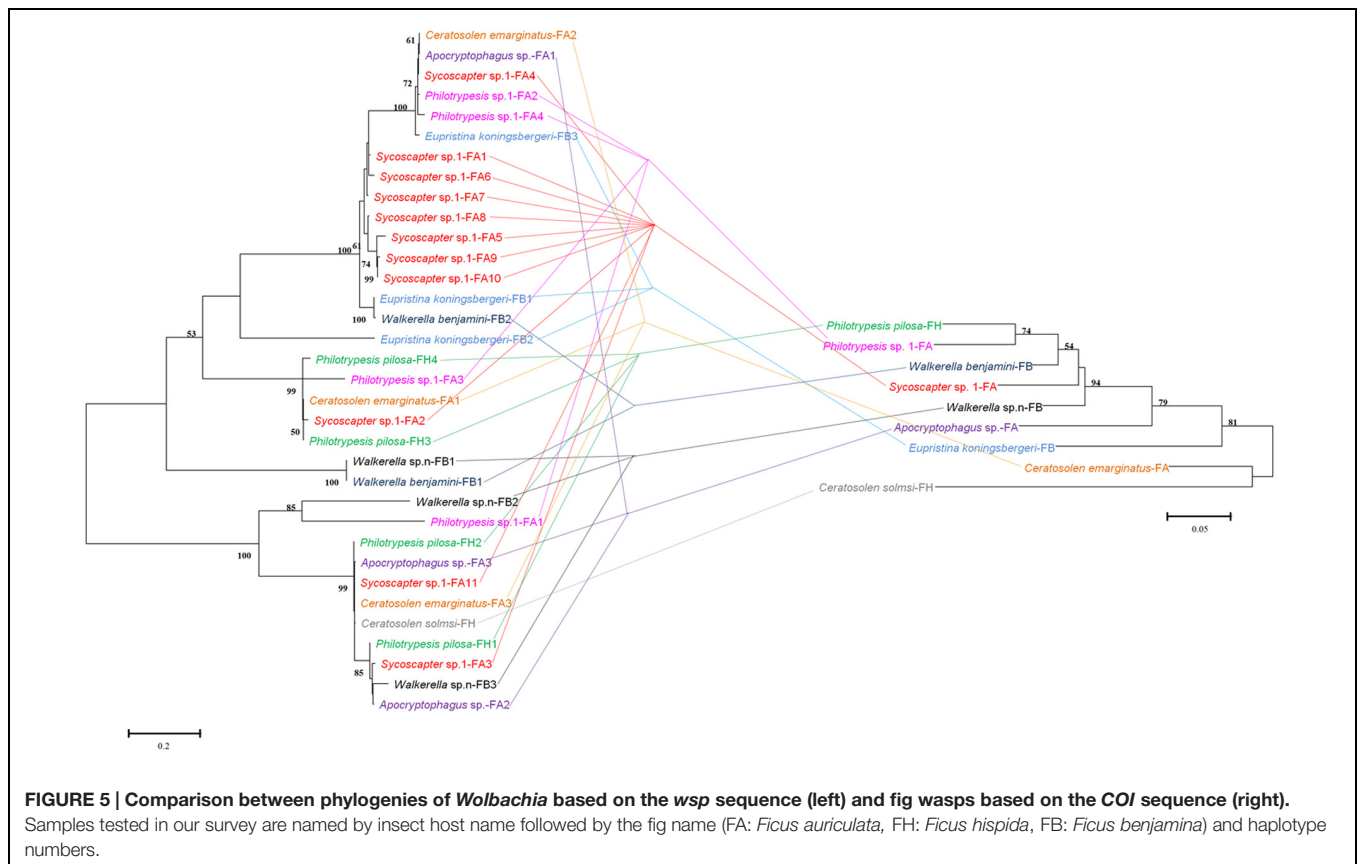 61
Ceratosolen emarginatus-FA2
Apocryptophagus sp.-FA1
72
Sycoscapter sp.1-FA4
Philotrypesis sp.1-FA2
100
Philotrypesis sp.1-FA4
Eupristina koningsbergeri-FB3
Sycoscapter sp.1-FA1
Sycoscapter sp.1-FA6
Sycoscapter sp.1-FA7
Sycoscapter sp.1-FA8
Sycoscapter sp.1-FA5
100
61
74
Sycoscapter sp.1-FA9
99
Sycoscapter sp.1-FA10
Eupristina koningsbergeri-FB1
100
Walkerella benjamini-FB2
Eupristina koningsbergeri-FB2
53
Philotrypesis pilosa-FH4
Philotrypesis sp.1-FA3
99
Ceratosolen emarginatus-FA1
Sycoscapter sp.1-FA2
50
Philotrypesis pilosa-FH3
Walkerella sp.n-FB1
100
Walkerella benjamini-FB1
Walkerella sp.n-FB2
85
Philotrypesis sp.1-FA1
100
Philotrypesis pilosa-FH2
Apocryptophagus sp.-FA3
99
Sycoscapter sp.1-FA11
Ceratosolen emarginatus-FA3
Ceratosolen solmsi-FH
Philotrypesis pilosa-FH1
Sycoscapter sp.1-FA3
85
Walkerella sp.n-FB3
Apocryptophagus sp.-FA2
0.2
Philotrypesis pilosa-FH
74
Philotrypesis sp. 1-FA
54
Walkerella benjamini-FB
Sycoscapter sp. 1-FA
94
Walkerella sp.n-FB
79
Apocryptophagus sp.-FA
81
Eupristina koningsbergeri-FB
Ceratosolen emarginatus-FA
Ceratosolen solmsi-FH
0.05
FIGURE 5 | Comparison between phylogenies of Wolbachia based on the wsp sequence (left) and fig wasps based on the COI sequence (right).
Samples tested in our survey are named by insect host name followed by the fig name (FA: Ficus auriculata, FH: Ficus hispida, FB: Ficus benjamina) and haplotype
numbers.